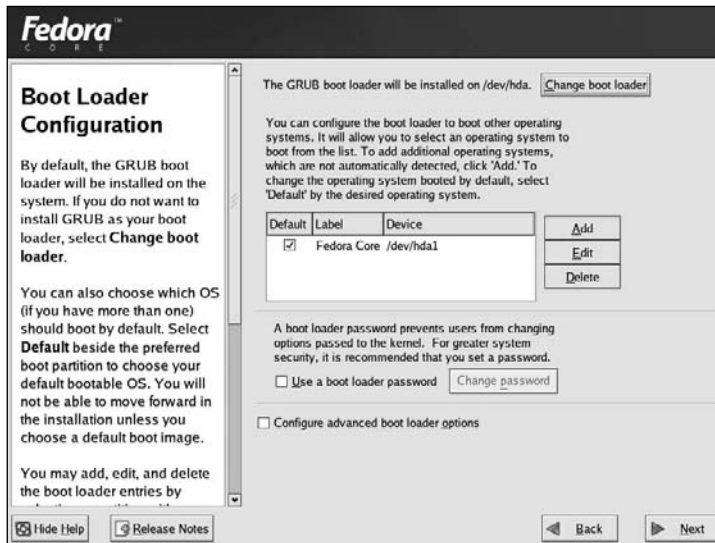 Fedora™
CORE
Boot Loader
Configuration
By default, the GRUB boot
loader will be installed on the
system. If you do not want to
install GRUB as your boot
loader, select Change boot
loader.
You can also choose which OS
(if you have more than one)
should boot by default. Select
Default beside the preferred
boot partition to choose your
default bootable OS. You will
not be able to move forward in
the installation unless you
choose a default boot image.
You may add, edit, and delete
the boot loader entries by
The GRUB boot loader will be installed on /dev/hda. Change boot loader
You can configure the boot loader to boot other operating
systems. It will allow you to select an operating system to
boot from the list. To add additional operating systems,
which are not automatically detected, click 'Add.' To
change the operating system booted by default, select
'Default' by the desired operating system.
Default Label Device
Fedora Core /dev/hda1
Add
Edit
Delete
A boot loader password prevents users from changing
options passed to the kernel. For greater system
security, it is recommended that you set a password.
Use a boot loader password Change password
Configure advanced boot loader options
Hide Help Release Notes Back Next